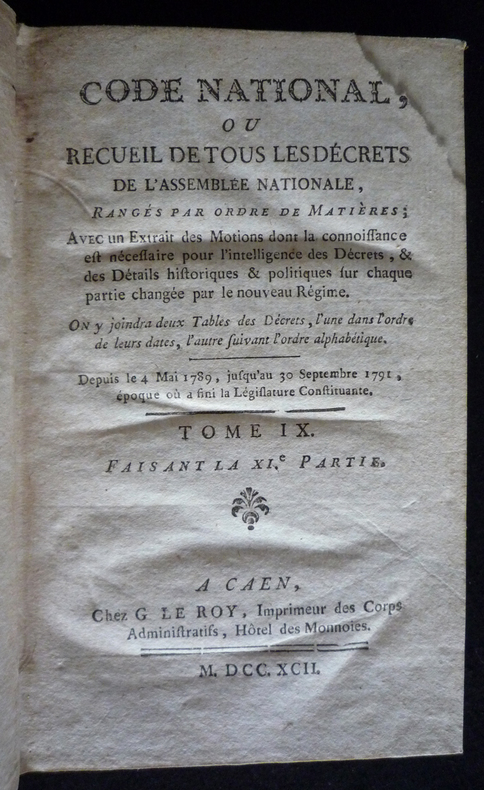 CODE NATIONAL,
OU
RECUEIL DE TOUS LES DÉCRETS
DE L'ASSEMBLÉE NATIONALE,
RANGÉS PAR ORDRE DE MATIÈRES;
AVEC un Extrait des Motions dont la connoiſſance
eſt néceſſaire pour l'intelligence des Décrets, &
des Détails hiſtoriques & politiques ſur chaque
partie changée par le nouveau Régime.
ON y joindra deux Tables des Décrets, l'une dans l'ordre
de leurs dates, l'autre ſuivant l'ordre alphabétique.
Depuis le 4 Mai 1789, juſqu'au 30 Septembre 1791,
époque où a fini la Légiſlature Conſtituante.
TOME IX.
FAISANT LA XI.e PARTIE.
A CAEN,
Chez G. LE ROY, Imprimeur des Corps
Adminiſtratifs, Hôtel des Monnoies.
M. DCC. XCII.